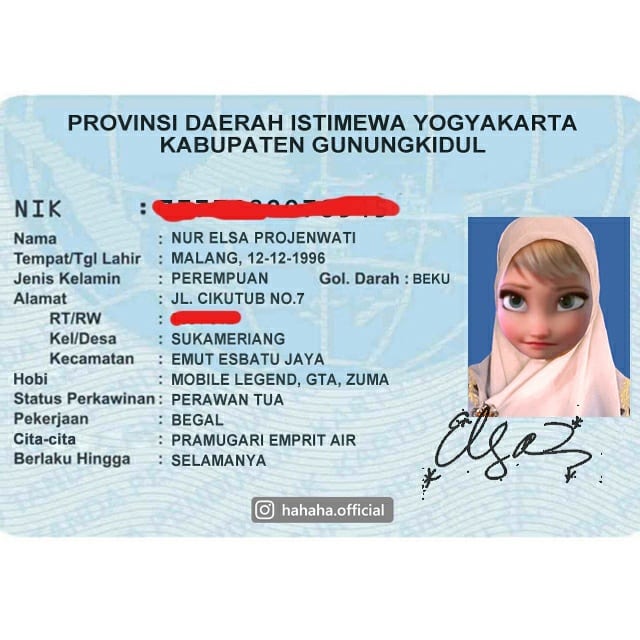 PROVINSI DAERAH ISTIMEWA YOGYAKARTA
KABUPATEN GUNUNGKIDUL
NIK :
Nama : NUR ELSA PROJENWATI
Tempat/Tgl Lahir : MALANG, 12-12-1996
Jenis Kelamin : PEREMPUAN Gol. Darah : BEKU
Alamat : JL. CIKUTUB NO.7
RT/RW :
Kel/Desa : SUKAMERIANG
Kecamatan : EMUT ESBATU JAYA
Hobi : MOBILE LEGEND, GTA, ZUMA
Status Perkawinan : PERAWAN TUA
Pekerjaan : BEGAL
Cita-cita : PRAMUGARI EMPRIT AIR
Berlaku Hingga : SELAMANYA
Elsa
hahaha.official